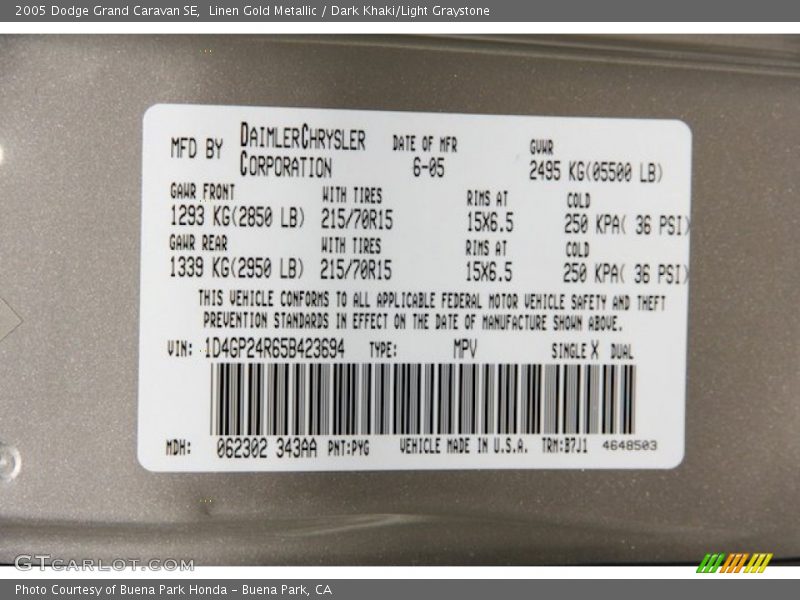 2005 Dodge Grand Caravan SE,  Linen Gold Metallic / Dark Khaki/Light Graystone
MFD BY DAIMLERCHRYSLER CORPORATION DATE OF MFR 6-05 GVWR 2495 KG(05500 LB)
GAWR FRONT WITH TIRES RIMS AT COLD
1293 KG(2850 LB) 215/70R15 15X6.5 250 KPA( 36 PSI)
GAWR REAR WITH TIRES RIMS AT COLD
1339 KG(2950 LB) 215/70R15 15X6.5 250 KPA( 36 PSI)
THIS VEHICLE CONFORMS TO ALL APPLICABLE FEDERAL MOTOR VEHICLE SAFETY AND THEFT
PREVENTION STANDARDS IN EFFECT ON THE DATE OF MANUFACTURE SHOWN ABOVE.
VIN: 1D4GP24R65B423694 TYPE: MPV SINGLE X DUAL
MDH: 062302 343AA PNT:PYG VEHICLE MADE IN U.S.A. TRM:B7J1 4648503
GTCarLot.com
Photo Courtesy of Buena Park Honda - Buena Park, CA